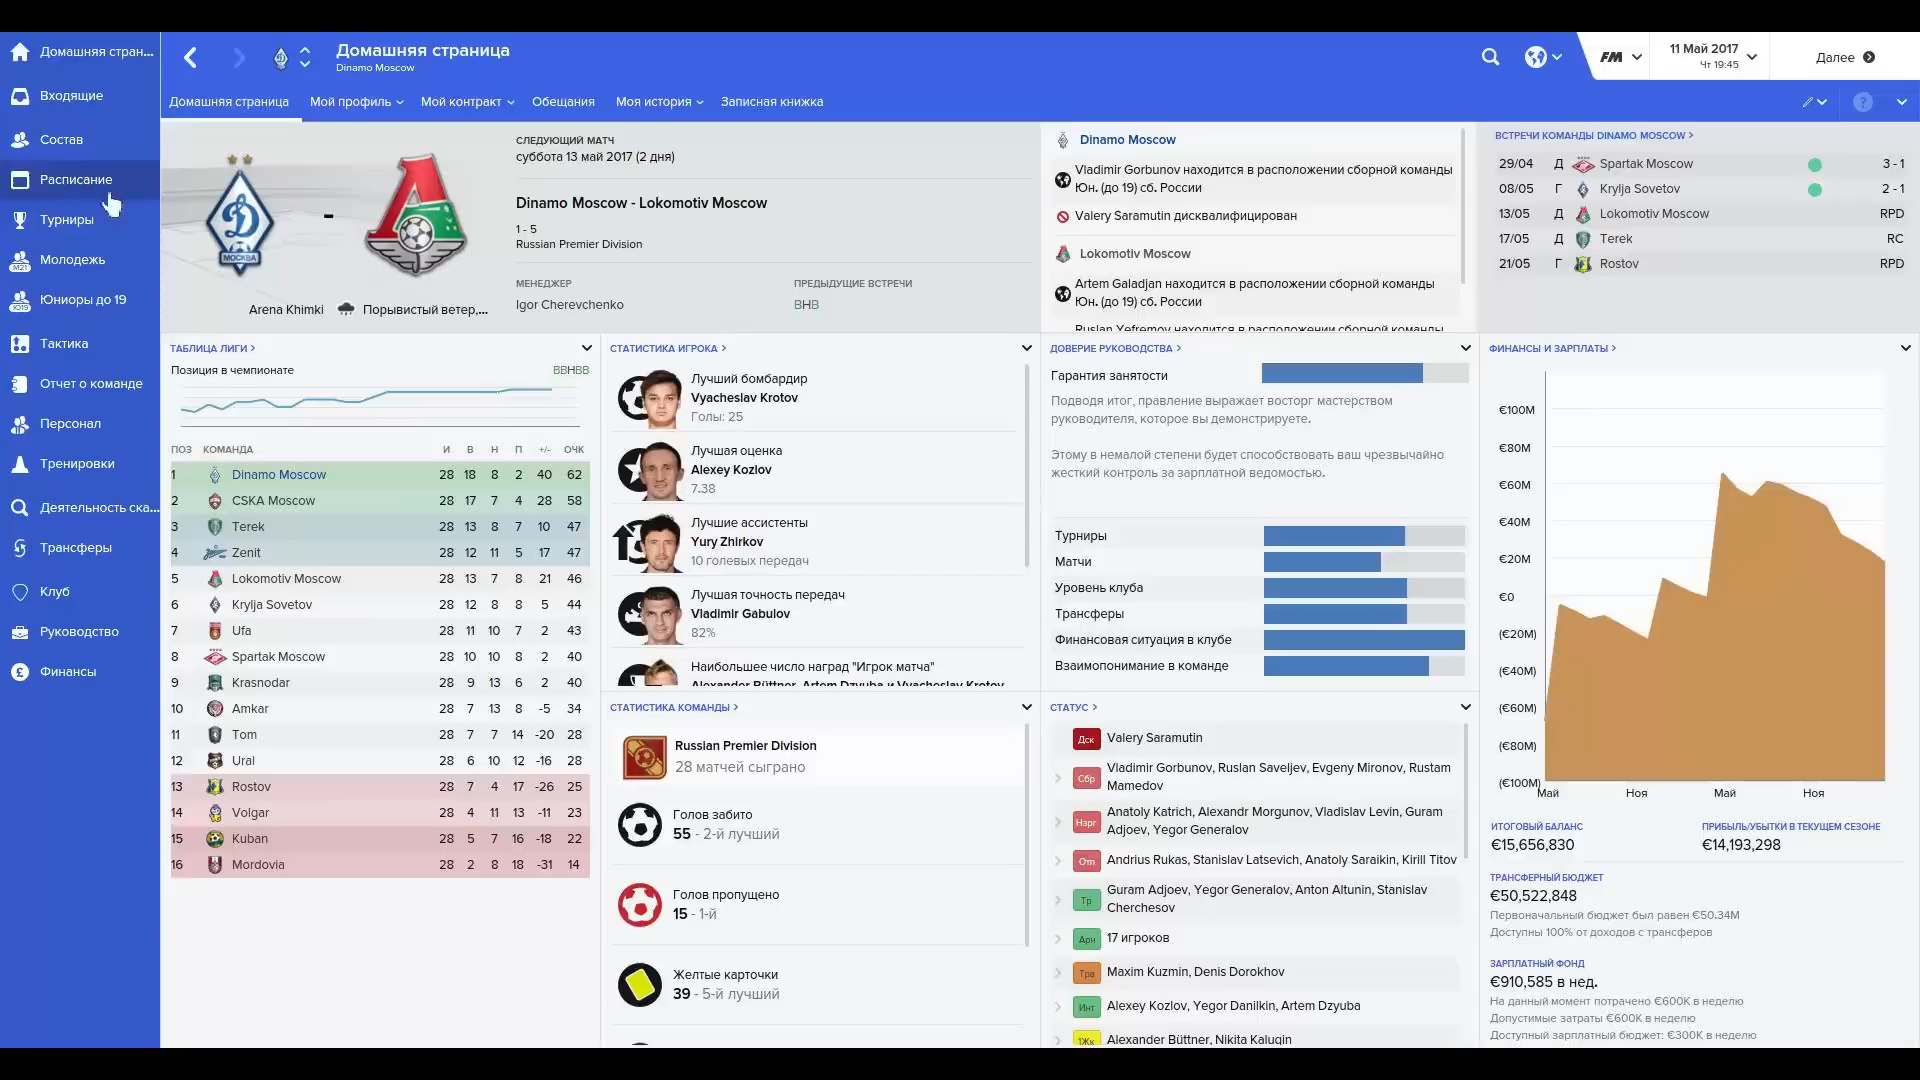 Домашняя стран...
Входящие
Состав
Расписание
Турниры
Молодежь
Юниоры до 19
Тактика
Отчет о команде
Персонал
Тренировки
Деятельность ска...
Трансферы
Клуб
Руководство
Финансы
Домашняя страница
Dinamo Moscow
FM
11 Май 2017
Чт 19:45
Далее
Домашняя страница Мой профиль Мой контракт Обещания Моя история Записная книжка
СЛЕДУЮЩИЙ МАТЧ
суббота 13 май 2017 (2 дня)
Dinamo Moscow - Lokomotiv Moscow
1 - 5
Russian Premier Division
МЕНЕДЖЕР
Igor Cherevchenko
ПРЕДЫДУЩИЕ ВСТРЕЧИ
ВНВ
МОСКВА
-
Arena Khimki Порывистый ветер,...
Dinamo Moscow
Vladimir Gorbunov находится в расположении сборной команды
Юн. (до 19) сб. России
Valery Saramutin дисквалифицирован
Lokomotiv Moscow
Artem Galadjan находится в расположении сборной команды
Юн. (до 19) сб. России
Ruslan Yefremov находится в расположении сборной команды
ВСТРЕЧИ КОМАНДЫ DINAMO MOSCOW >
29/04 Д Spartak Moscow 3 - 1
08/05 Г Krylja Sovetov 2 - 1
13/05 Д Lokomotiv Moscow RPD
17/05 Д Terek RC
21/05 Г Rostov RPD
ТАБЛИЦА ЛИГИ >
Позиция в чемпионате ВВНВВ
ПОЗ КОМАНДА И В Н П +/- ОЧК
1 Dinamo Moscow 28 18 8 2 40 62
2 CSKA Moscow 28 17 7 4 28 58
3 Terek 28 13 8 7 10 47
4 Zenit 28 12 11 5 17 47
5 Lokomotiv Moscow 28 13 7 8 21 46
6 Krylja Sovetov 28 12 8 8 5 44
7 Ufa 28 11 10 7 2 43
8 Spartak Moscow 28 10 10 8 2 40
9 Krasnodar 28 9 13 6 2 40
10 Amkar 28 7 13 8 -5 34
11 Tom 28 7 7 14 -20 28
12 Ural 28 6 10 12 -16 28
13 Rostov 28 7 4 17 -26 25
14 Volgar 28 4 11 13 -11 23
15 Kuban 28 5 7 16 -18 22
16 Mordovia 28 2 8 18 -31 14
СТАТИСТИКА ИГРОКА >
Лучший бомбардир
Vyacheslav Krotov
Голы: 25
Лучшая оценка
Alexey Kozlov
7.38
Лучшие ассистенты
Yury Zhirkov
10 голевых передач
Лучшая точность передач
Vladimir Gabulov
82%
Наибольшее число наград "Игрок матча"
Alexander Büttner, Artem Dzyuba и Vyacheslav Krotov
СТАТИСТИКА КОМАНДЫ >
Russian Premier Division
28 матчей сыграно
Голов забито
55 - 2-й лучший
Голов пропущено
15 - 1-й
Желтые карточки
39 - 5-й лучший
ДОВЕРИЕ РУКОВОДСТВА >
Гарантия занятости
Подводя итог, правление выражает восторг мастерством
руководителя, которое вы демонстрируете.
Этому в немалой степени будет способствовать ваш чрезвычайно
жесткий контроль за зарплатной ведомостью.
Турниры
Матчи
Уровень клуба
Трансферы
Финансовая ситуация в клубе
Взаимопонимание в команде
СТАТУС >
Дск Valery Saramutin
Сбр Vladimir Gorbunov, Ruslan Saveljev, Evgeny Mironov, Rustam
Mamedov
Нзрг Anatoly Katrich, Alexandr Morgunov, Vladislav Levin, Guram
Adjoev, Yegor Generalov
Отп Andrius Rukas, Stanislav Latsevich, Anatoly Saraikin, Kirill Titov
Тр Guram Adjoev, Yegor Generalov, Anton Altunin, Stanislav
Cherchesov
Арн 17 игроков
Трв Maxim Kuzmin, Denis Dorokhov
Инт Alexey Kozlov, Yegor Danilkin, Artem Dzyuba
1Жк Alexander Büttner, Nikita Kalugin
ФИНАНСЫ И ЗАРПЛАТЫ >
€100M
€80M
€60M
€40M
€20M
€0
(€20M)
(€40M)
(€60M)
(€80M)
(€100M)
Май Ноя Май Ноя
ИТОГОВЫЙ БАЛАНС
€15,656,830
ПРИБЫЛЬ/УБЫТКИ В ТЕКУЩЕМ СЕЗОНЕ
€14,193,298
ТРАНСФЕРНЫЙ БЮДЖЕТ
€50,522,848
Первоначальный бюджет был равен €50.34M
Доступны 100% от доходов с трансферов
ЗАРПЛАТНЫЙ ФОНД
€910,585 в нед.
На данный момент потрачено €600K в неделю
Допустимые затраты €600K в неделю
Доступный зарплатный бюджет: €300K в неделю